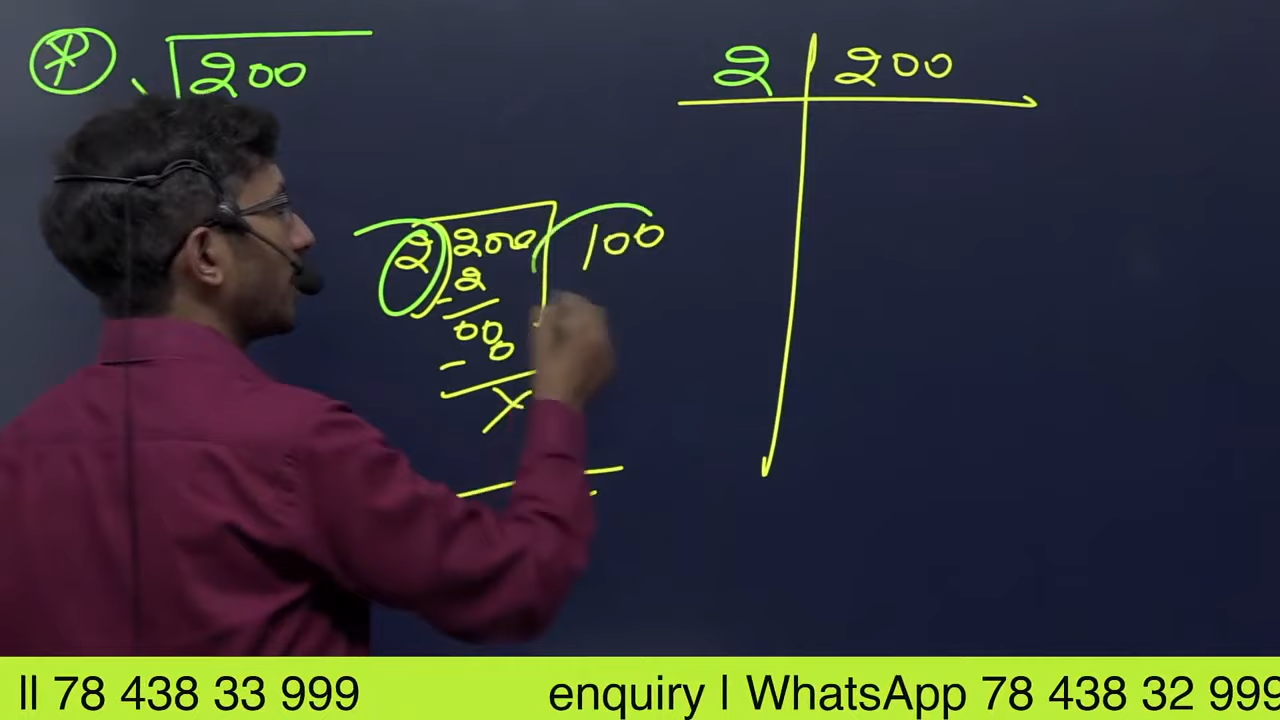 * √200
2 | 200
2)200(100
- 2
00
- 0
x
ll 78 438 33 999 enquiry l WhatsApp 78 438 32 999